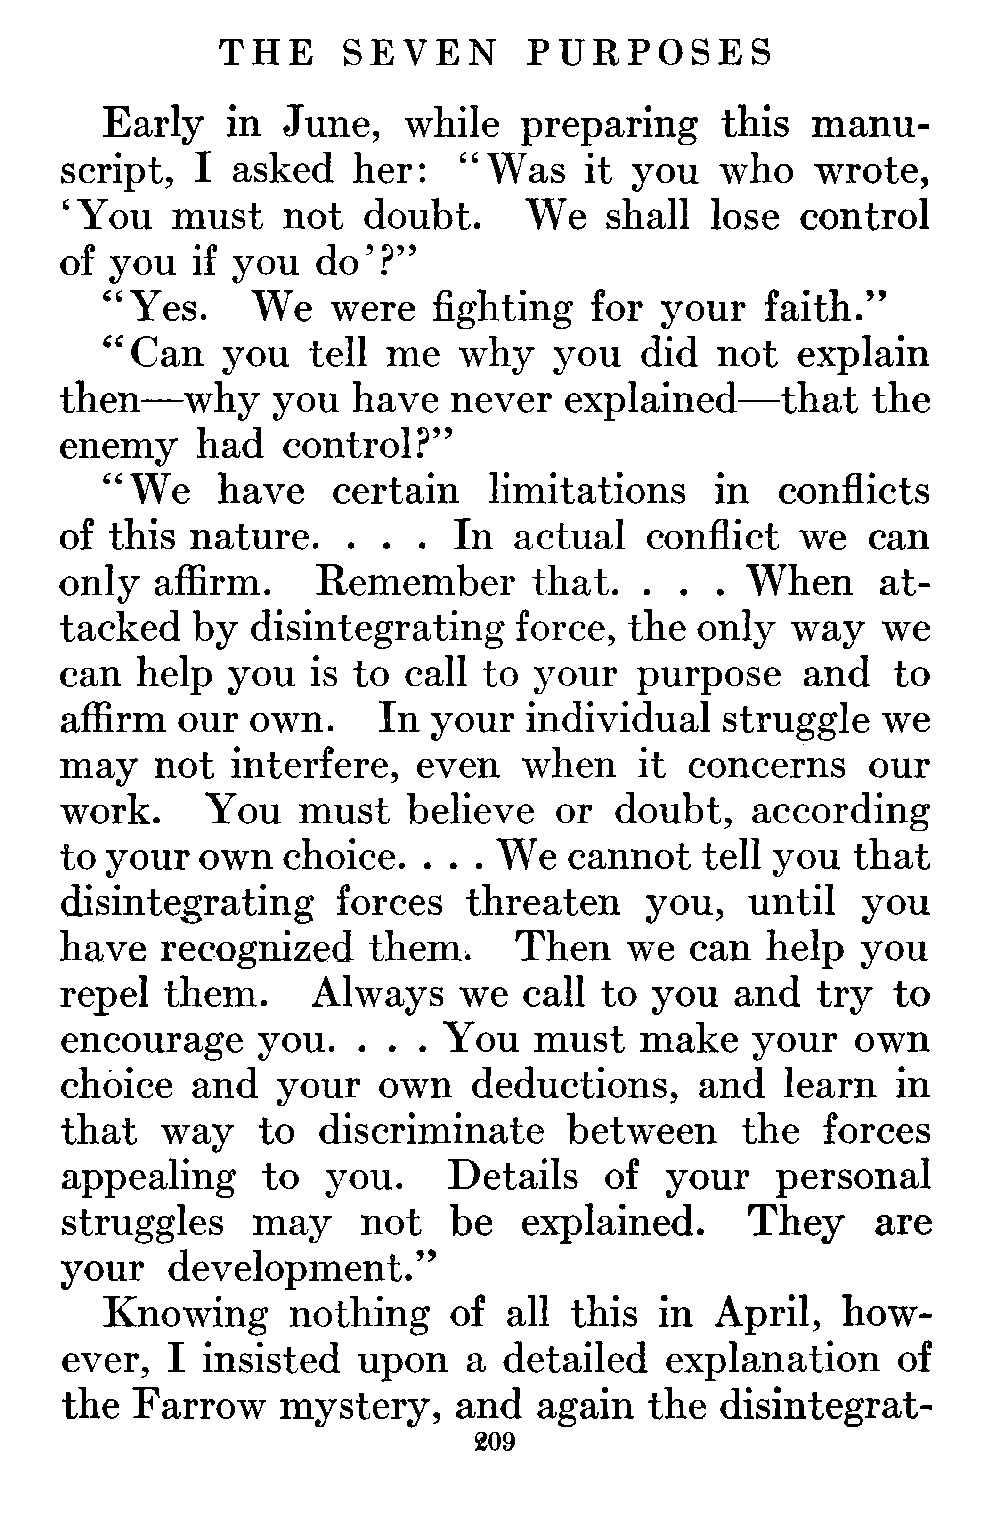 THE SEVEN PURPOSES
Early in June, while preparing this manu-
script, I asked her: “Was it you who wrote,
‘You must not doubt. We shall lose control
of you if you do’?”
“Yes. We were fighting for your faith.”
“Can you tell me why you did not explain
then—why you have never explained—that the
enemy had control?”
“We have certain limitations in conflicts
of this nature. . . . In actual conflict we can
only affirm. Remember that. . . . When at-
tacked by disintegrating force, the only way we
can help you is to call to your purpose and to
affirm our own. In your individual struggle we
may not interfere, even when it concerns our
work. You must believe or doubt, according
to your own choice. . . . We cannot tell you that
disintegrating forces threaten you, until you
have recognized them. Then we can help you
repel them. Always we call to you and try to
encourage you. . . . You must make your own
choice and your own deductions, and learn in
that way to discriminate between the forces
appealing to you. Details of your personal
struggles may not be explained. They are
your development.”
Knowing nothing of all this in April, how-
ever, I insisted upon a detailed explanation of
the Farrow mystery, and again the disintegrat-
209